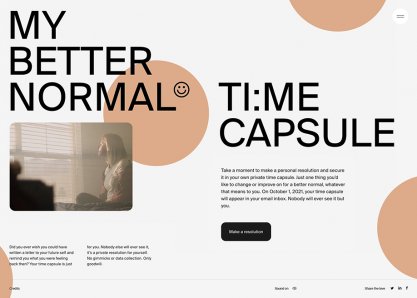 MY
BETTER
NORMAL
TI:ME
CAPSULE
Take a moment to make a personal resolution and secure
it in your own private time capsule. Just one thing you'd
like to change or improve on for a better normal, whatever
that means to you. On October 1, 2021, your time capsule
will appear in your email inbox. Nobody will ever see it but
you.
Make a resolution
Did you ever wish you could have
written a letter to your future self and
remind you what you were feeling
back then? Your time capsule is just
for you. Nobody else will ever see it,
it's a private resolution for yourself.
No gimmicks or data collection. Only
goodwill.
Credits
Sound on
Share the love